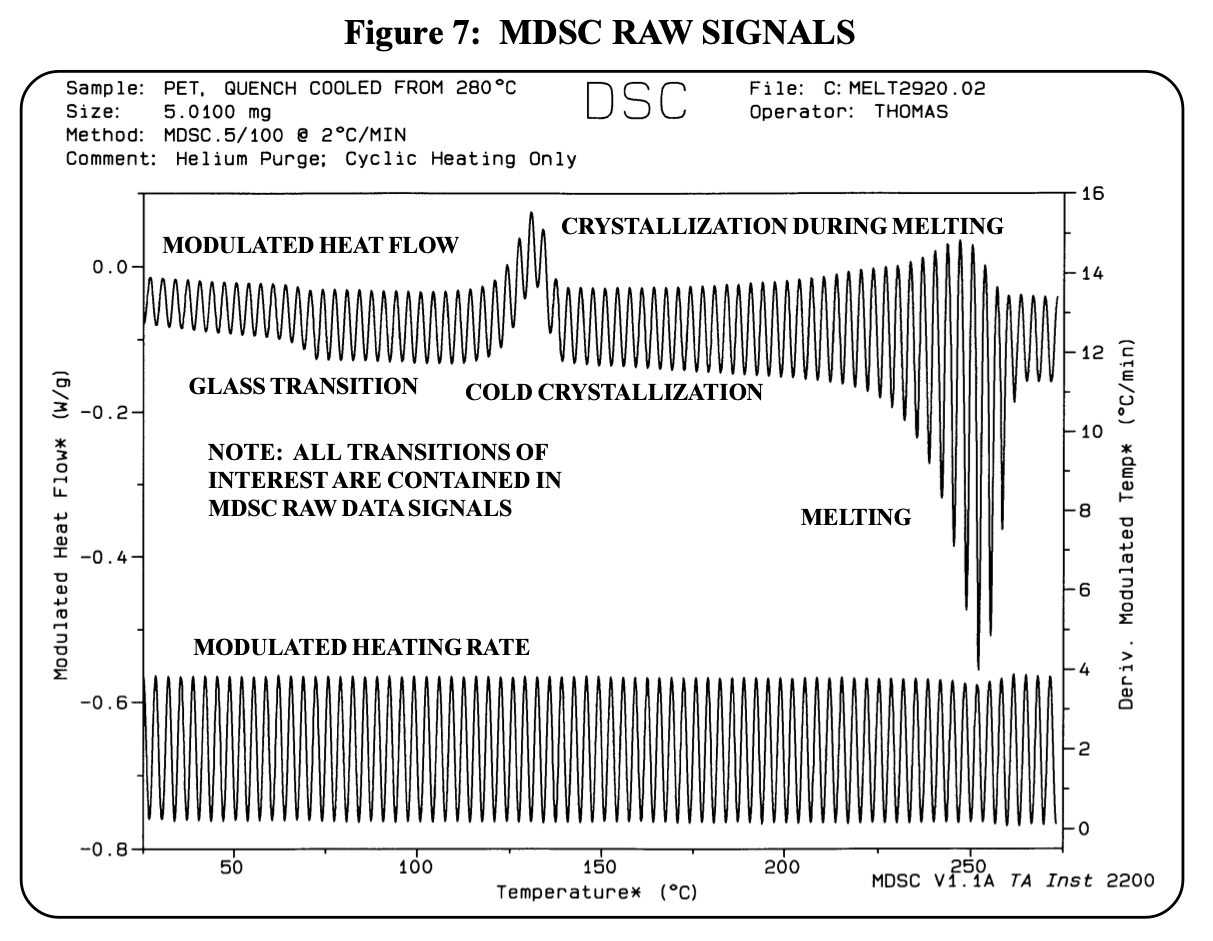 Figure 7: MDSC RAW SIGNALS
Sample: PET, QUENCH COOLED FROM 280°C
Size: 5.0100 mg
Method: MDSC.5/100 @ 2°C/MIN
Comment: Helium Purge; Cyclic Heating Only
DSC
File: C:MELT2920.02
Operator: THOMAS
MODULATED HEAT FLOW
CRYSTALLIZATION DURING MELTING
GLASS TRANSITION
COLD CRYSTALLIZATION
NOTE: ALL TRANSITIONS OF
INTEREST ARE CONTAINED IN
MDSC RAW DATA SIGNALS
MELTING
MODULATED HEATING RATE
Modulated Heat Flow* (W/g)
0.0
-0.2
-0.4
-0.6
-0.8
Deriv. Modulated Temp* (°C/min)
16
14
12
10
8
6
4
2
0
50
100
150
200
250
Temperature* (°C)
MDSC V1.1A TA Inst 2200